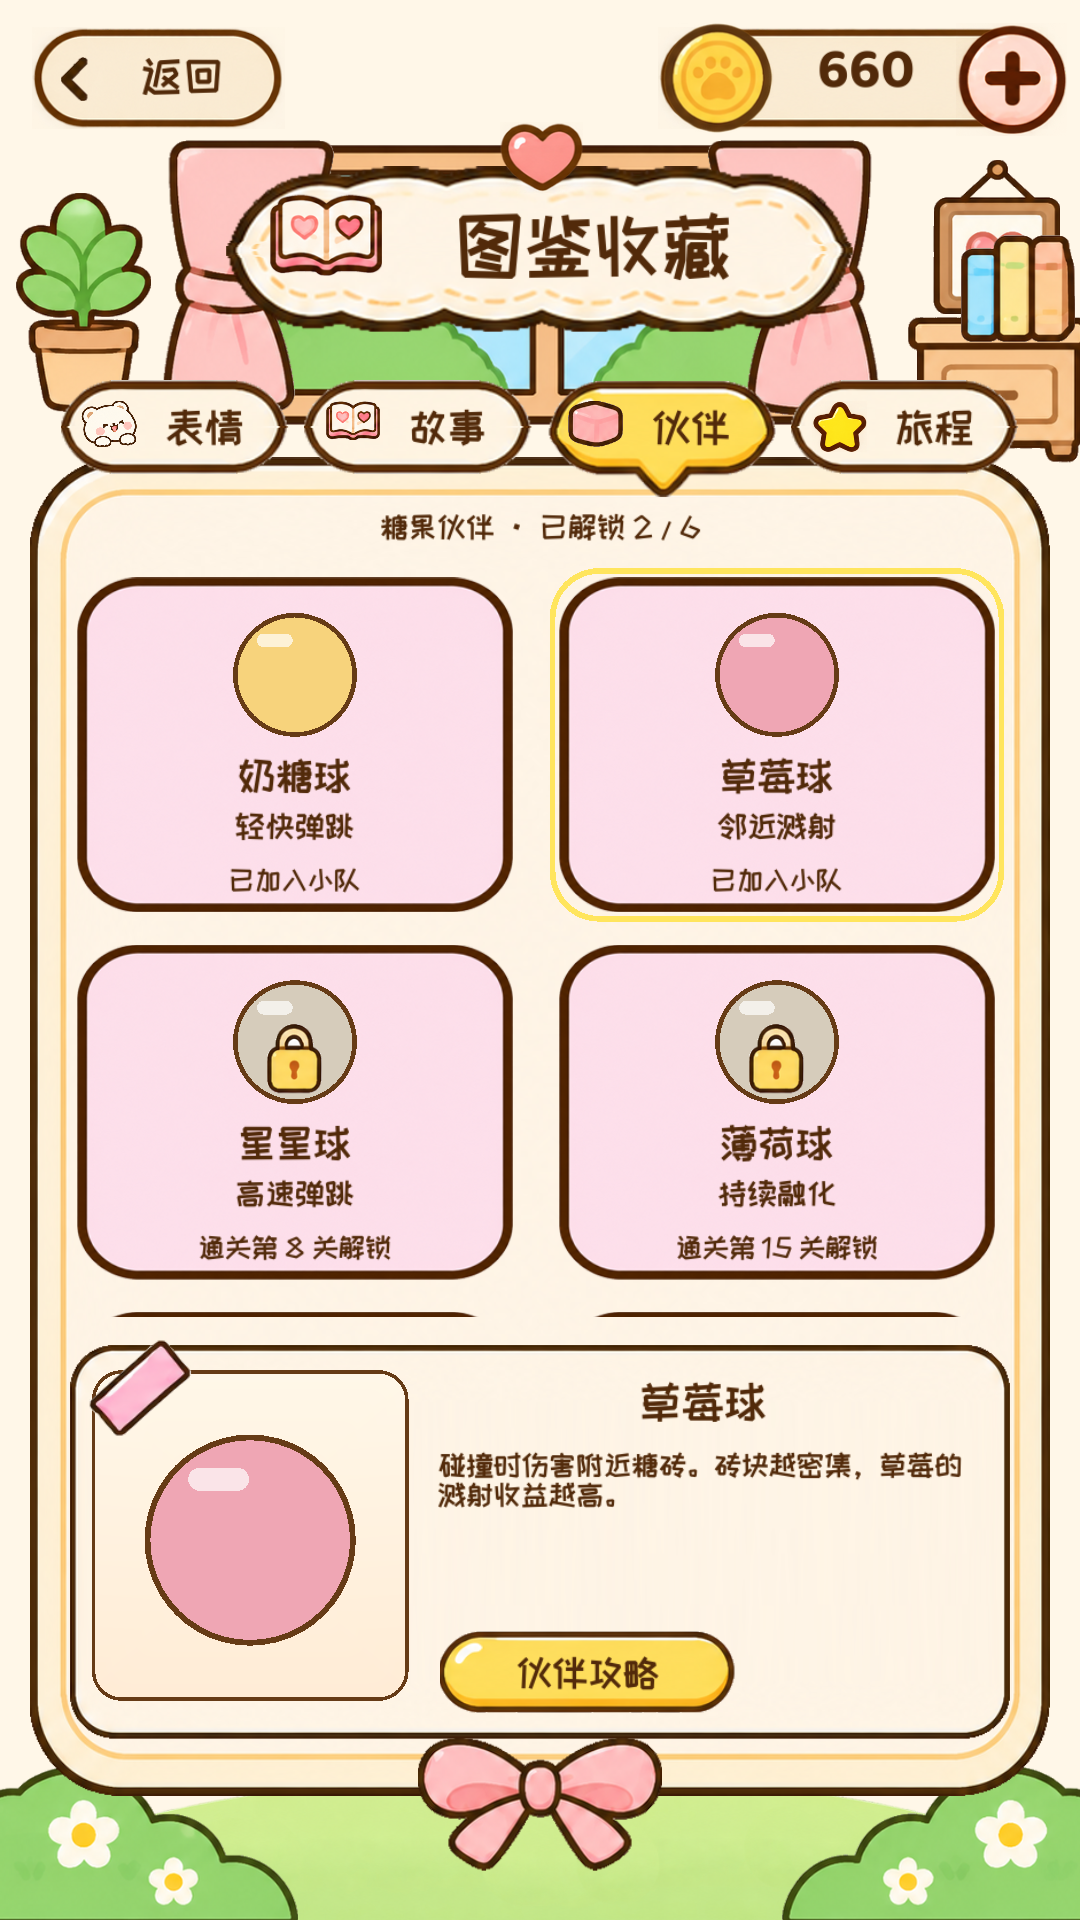 返回
660
图鉴收藏
表情
故事
伙伴
旅程
糖果伙伴 · 已解锁 2 / 6
奶糖球
轻快弹跳
已加入小队
草莓球
邻近溅射
已加入小队
星星球
高速弹跳
通关第 8 关解锁
薄荷球
持续融化
通关第 15 关解锁
草莓球
碰撞时伤害附近糖砖。砖块越密集，草莓的
溅射收益越高。
伙伴攻略